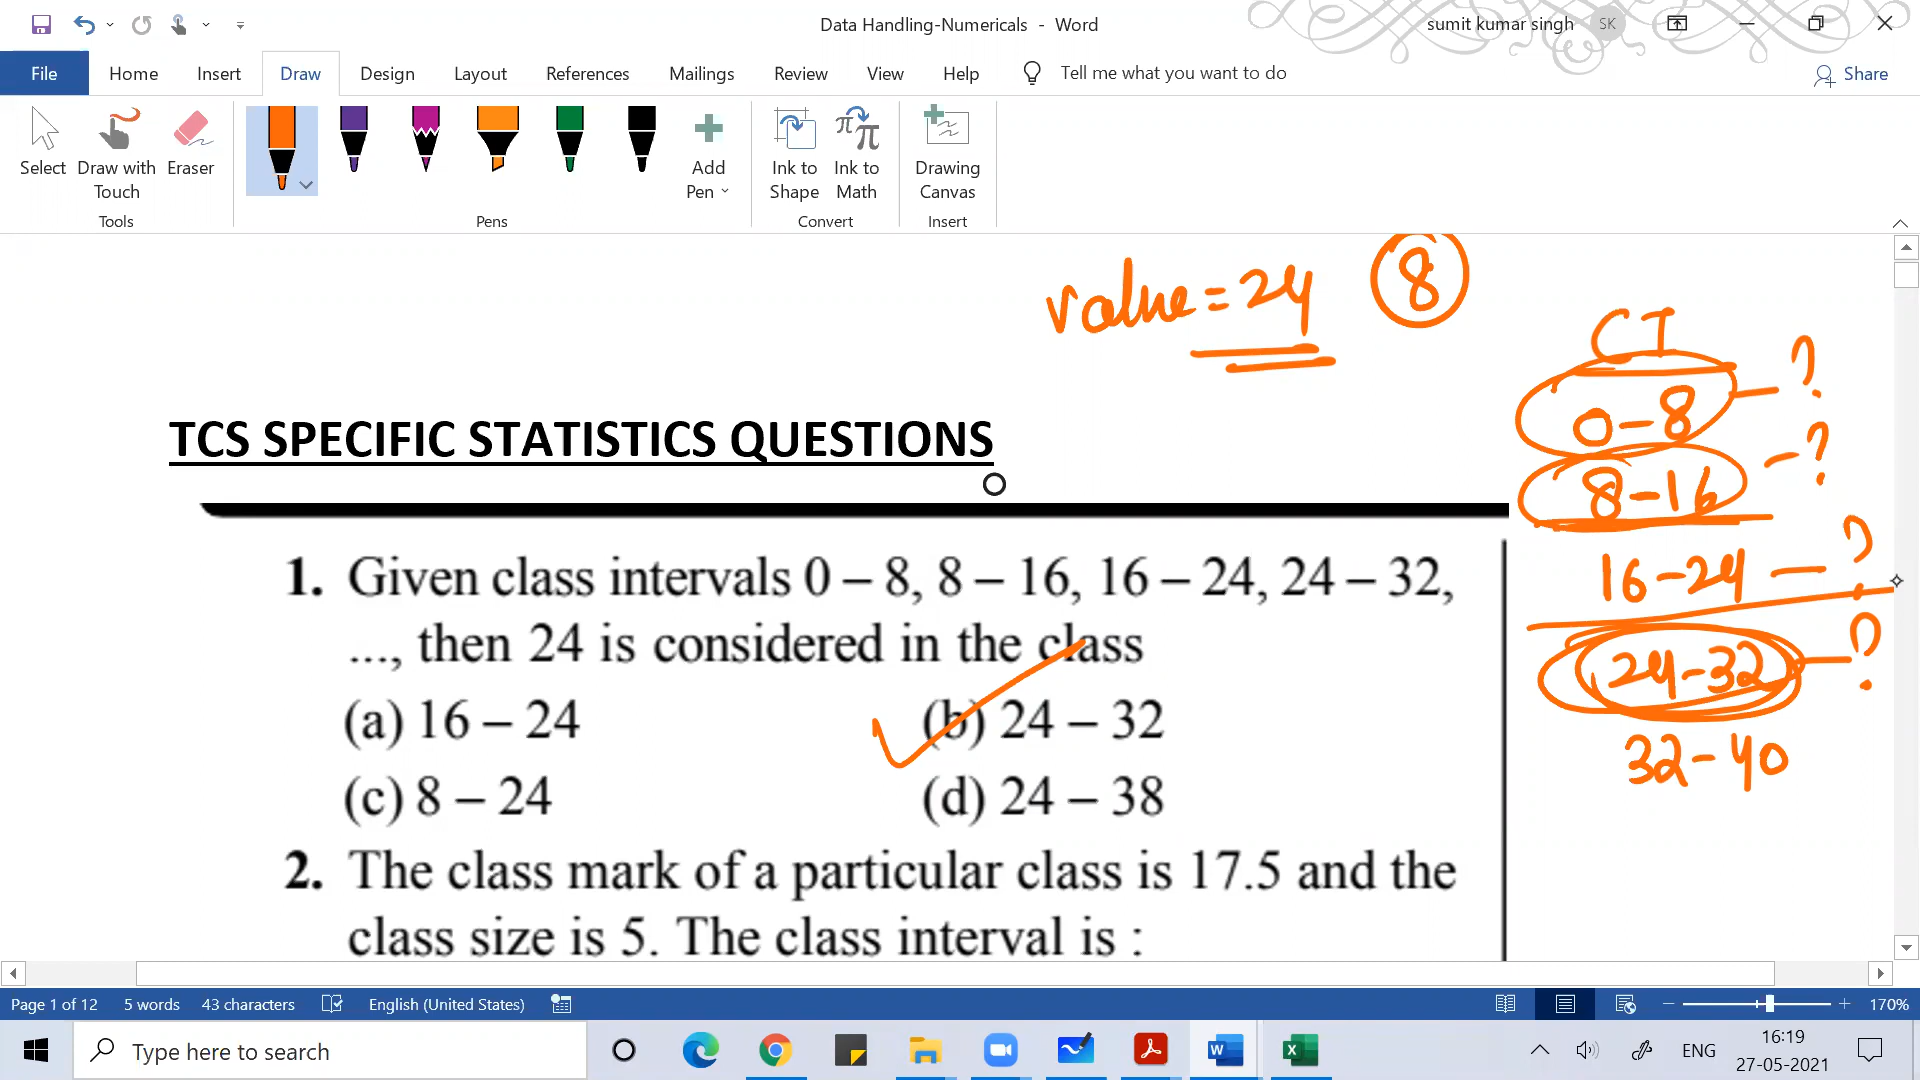 Data Handling-Numericals - Word
sumit kumar singh SK
File Home Insert Draw Design Layout References Mailings Review View Help Tell me what you want to do Share
Select Draw with Touch Eraser Add Pen Ink to Shape Ink to Math Drawing Canvas
Tools Pens Convert Insert
value = 24 8
CI
0-8 - ?
8-16 - ?
16-24 - ?
24-32 - ?
32-40
TCS SPECIFIC STATISTICS QUESTIONS
1. Given class intervals 0 – 8, 8 – 16, 16 – 24, 24 – 32,
..., then 24 is considered in the class
(a) 16 – 24 (b) 24 – 32
(c) 8 – 24 (d) 24 – 38
2. The class mark of a particular class is 17.5 and the
class size is 5. The class interval is :
Page 1 of 12 5 words 43 characters English (United States) 170%
Type here to search ENG 16:19
27-05-2021